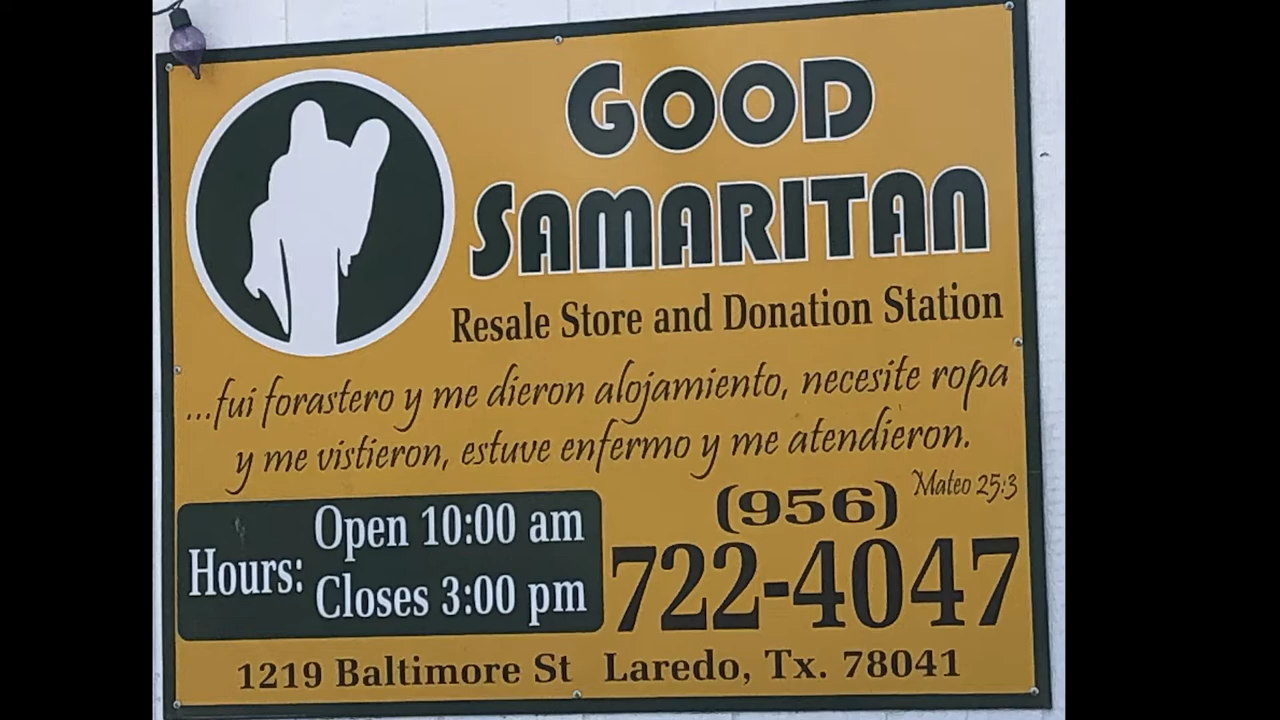 GOOD
SAMARITAN
Resale Store and Donation Station
...fui forastero y me dieron alojamiento, necesite ropa
y me vistieron, estuve enfermo y me atendieron.
Mateo 25:3
Hours: Open 10:00 am
Closes 3:00 pm
(956)
722-4047
1219 Baltimore St Laredo, Tx. 78041